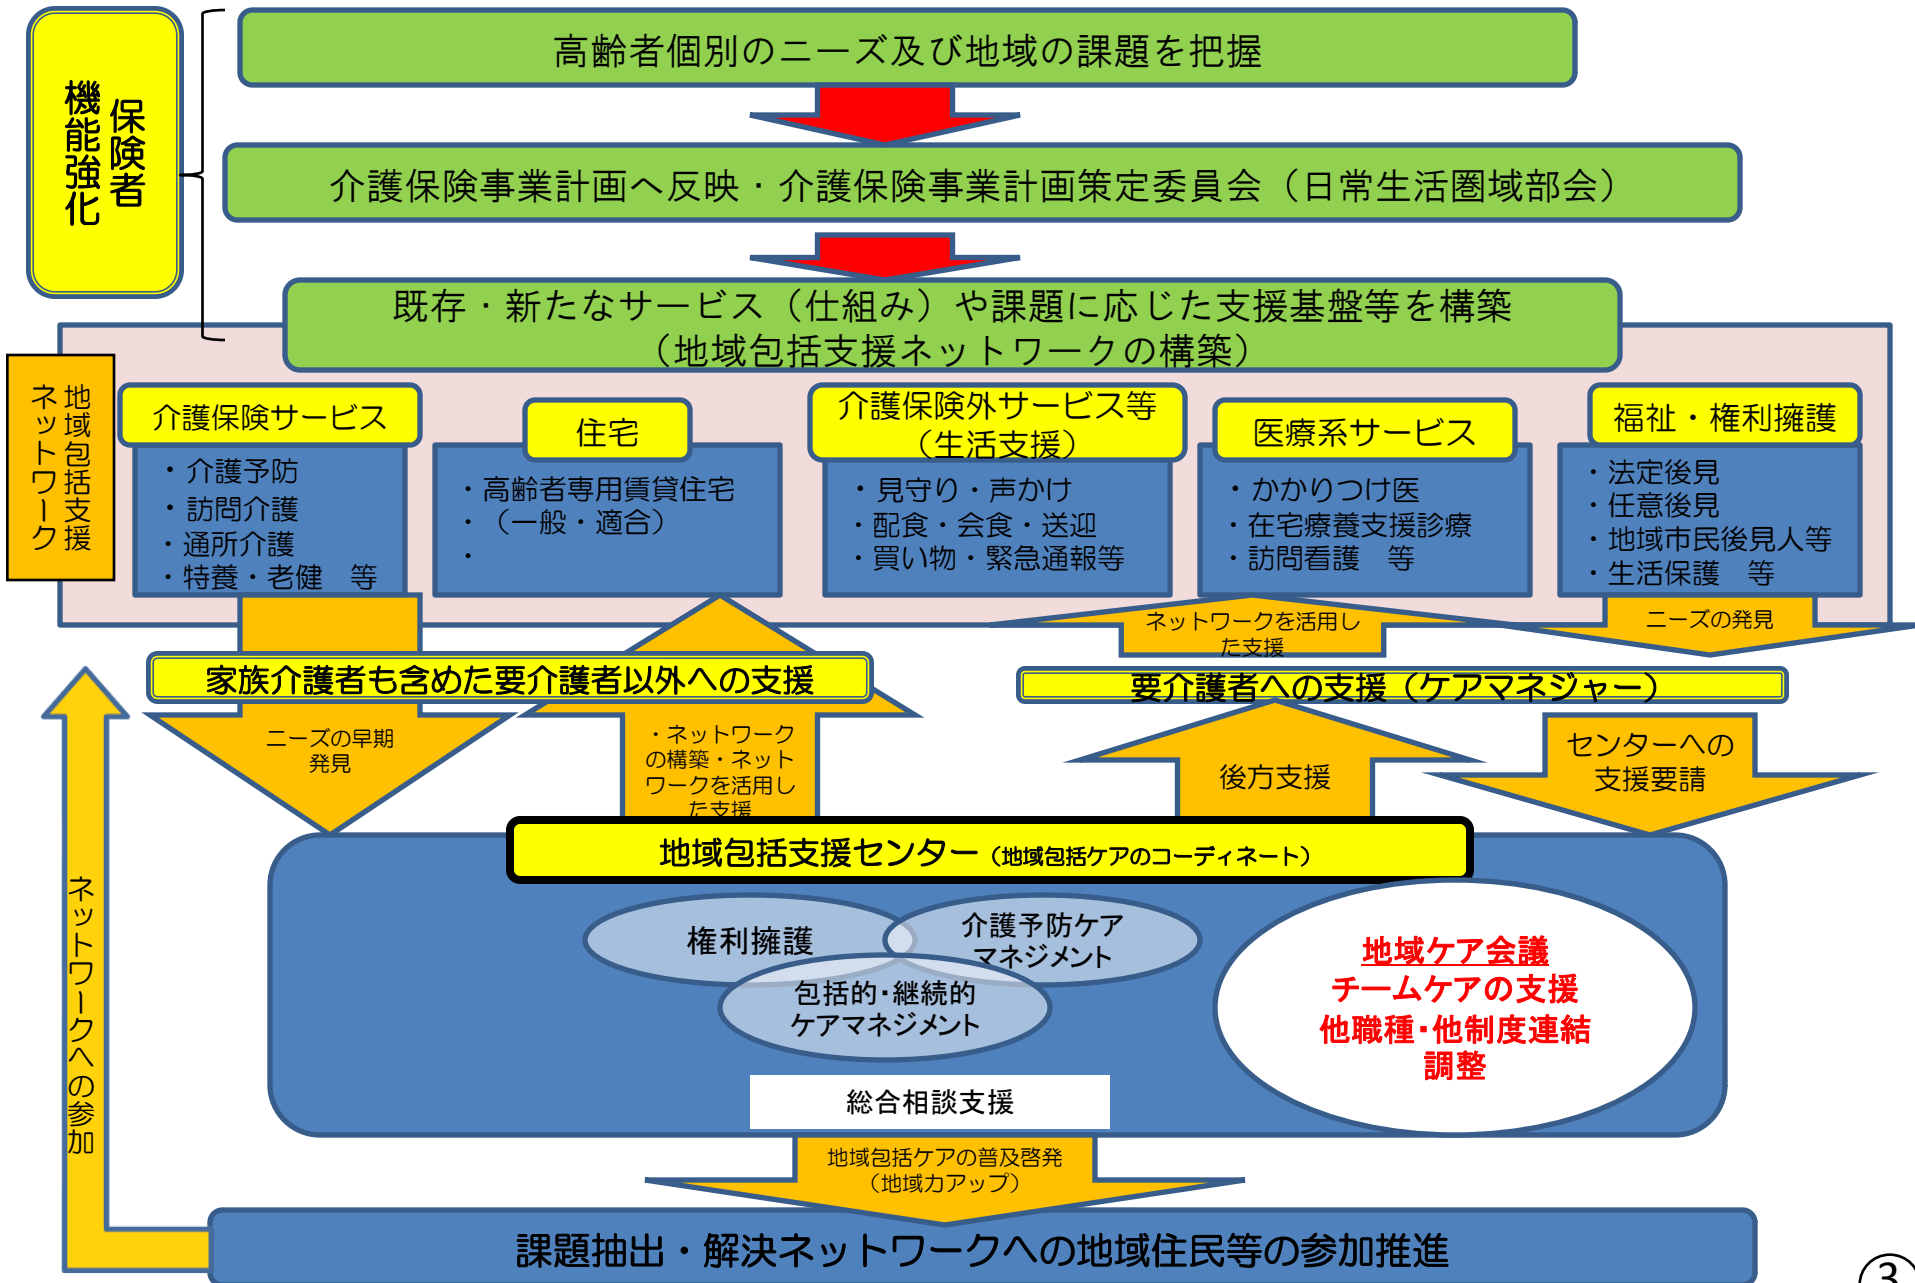 保険者
機能強化
高齢者個別のニーズ及び地域の課題を把握
介護保険事業計画へ反映・介護保険事業計画策定委員会（日常生活圏域部会）
既存・新たなサービス（仕組み）や課題に応じた支援基盤等を構築
（地域包括支援ネットワークの構築）
地域包括支援
ネットワーク
介護保険サービス
・介護予防
・訪問介護
・通所介護
・特養・老健　等
住宅
・高齢者専用賃貸住宅
・（一般・適合）
・
介護保険外サービス等
（生活支援）
・見守り・声かけ
・配食・会食・送迎
・買い物・緊急通報等
医療系サービス
・かかりつけ医
・在宅療養支援診療
・訪問看護　等
福祉・権利擁護
・法定後見
・任意後見
・地域市民後見人等
・生活保護　等
ネットワークを活用し
た支援
ニーズの発見
家族介護者も含めた要介護者以外への支援
要介護者への支援（ケアマネジャー）
ニーズの早期
発見
・ネットワーク
の構築・ネット
ワークを活用し
た支援
後方支援
センターへの
支援要請
地域包括支援センター（地域包括ケアのコーディネート）
権利擁護
介護予防ケア
マネジメント
包括的・継続的
ケアマネジメント
地域ケア会議
チームケアの支援
他職種・他制度連結
調整
総合相談支援
ネットワークへの参加
地域包括ケアの普及啓発
（地域力アップ）
課題抽出・解決ネットワークへの地域住民等の参加推進
③